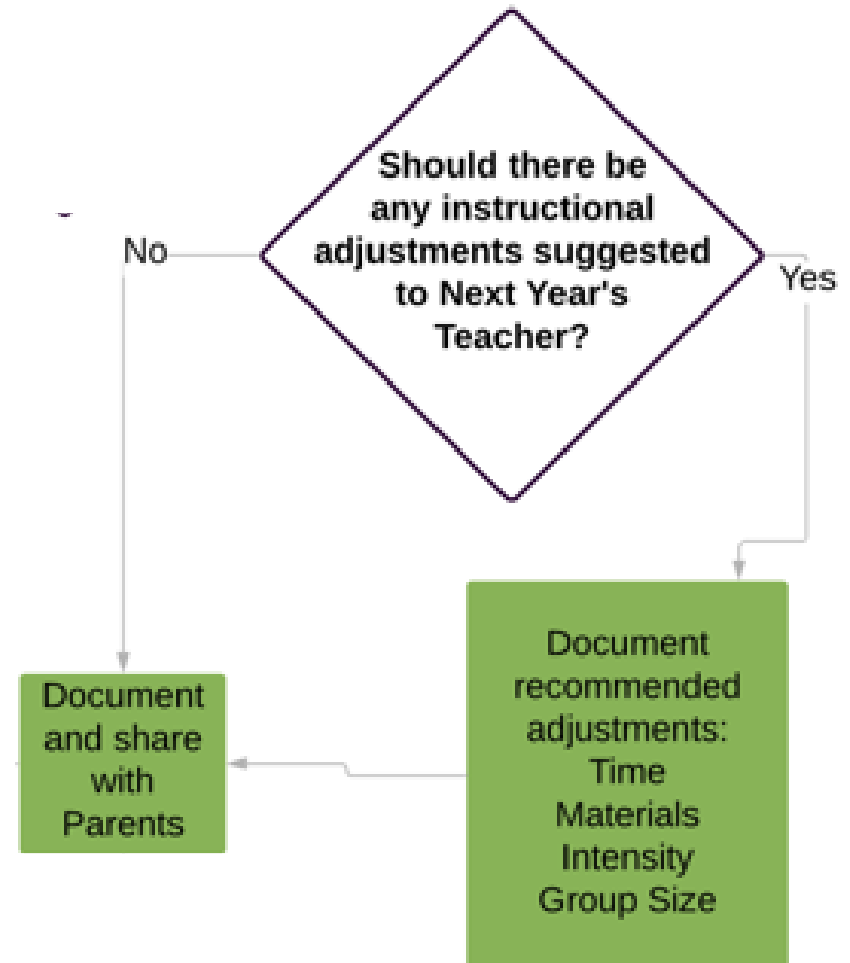 Should there be
any instructional
adjustments suggested
to Next Year's
Teacher?
No
Yes
Document
and share
with
Parents
Document
recommended
adjustments:
Time
Materials
Intensity
Group Size